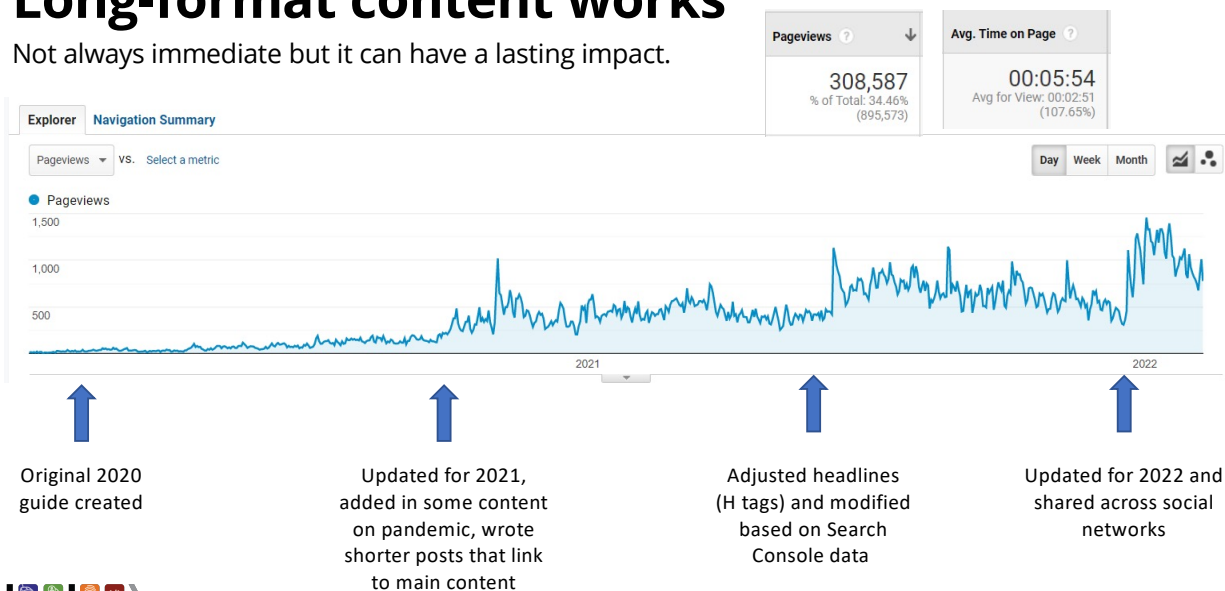 Long-format content works
Not always immediate but it can have a lasting impact.
Pageviews ?
308,587
% of Total: 34.46%
(895,573)
Avg. Time on Page ?
00:05:54
Avg for View: 00:02:51
(107.65%)
Explorer Navigation Summary
Pageviews VS. Select a metric
Day Week Month
Pageviews
1,500
1,000
500
2021
2022
Original 2020
guide created
Updated for 2021,
added in some content
on pandemic, wrote
shorter posts that link
to main content
Adjusted headlines
(H tags) and modified
based on Search
Console data
Updated for 2022 and
shared across social
networks